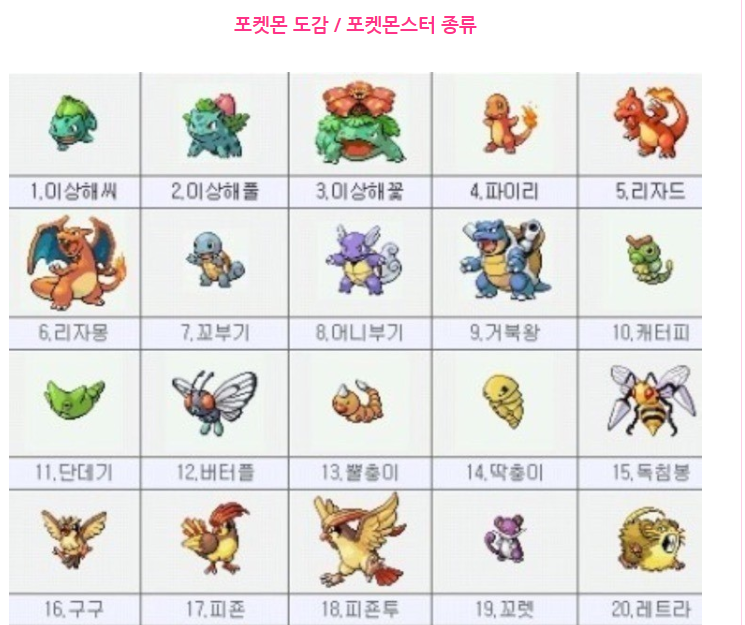 포켓몬 도감 / 포켓몬스터 종류
1.이상해씨 2.이상해풀 3.이상해꽃 4.파이리 5.리자드
6.리자몽 7.꼬부기 8.어니부기 9.거북왕 10.캐터피
11.단데기 12.버터플 13.뿔충이 14.딱충이 15.독침붕
16.구구 17.피죤 18.피죤투 19.꼬렛 20.레트라